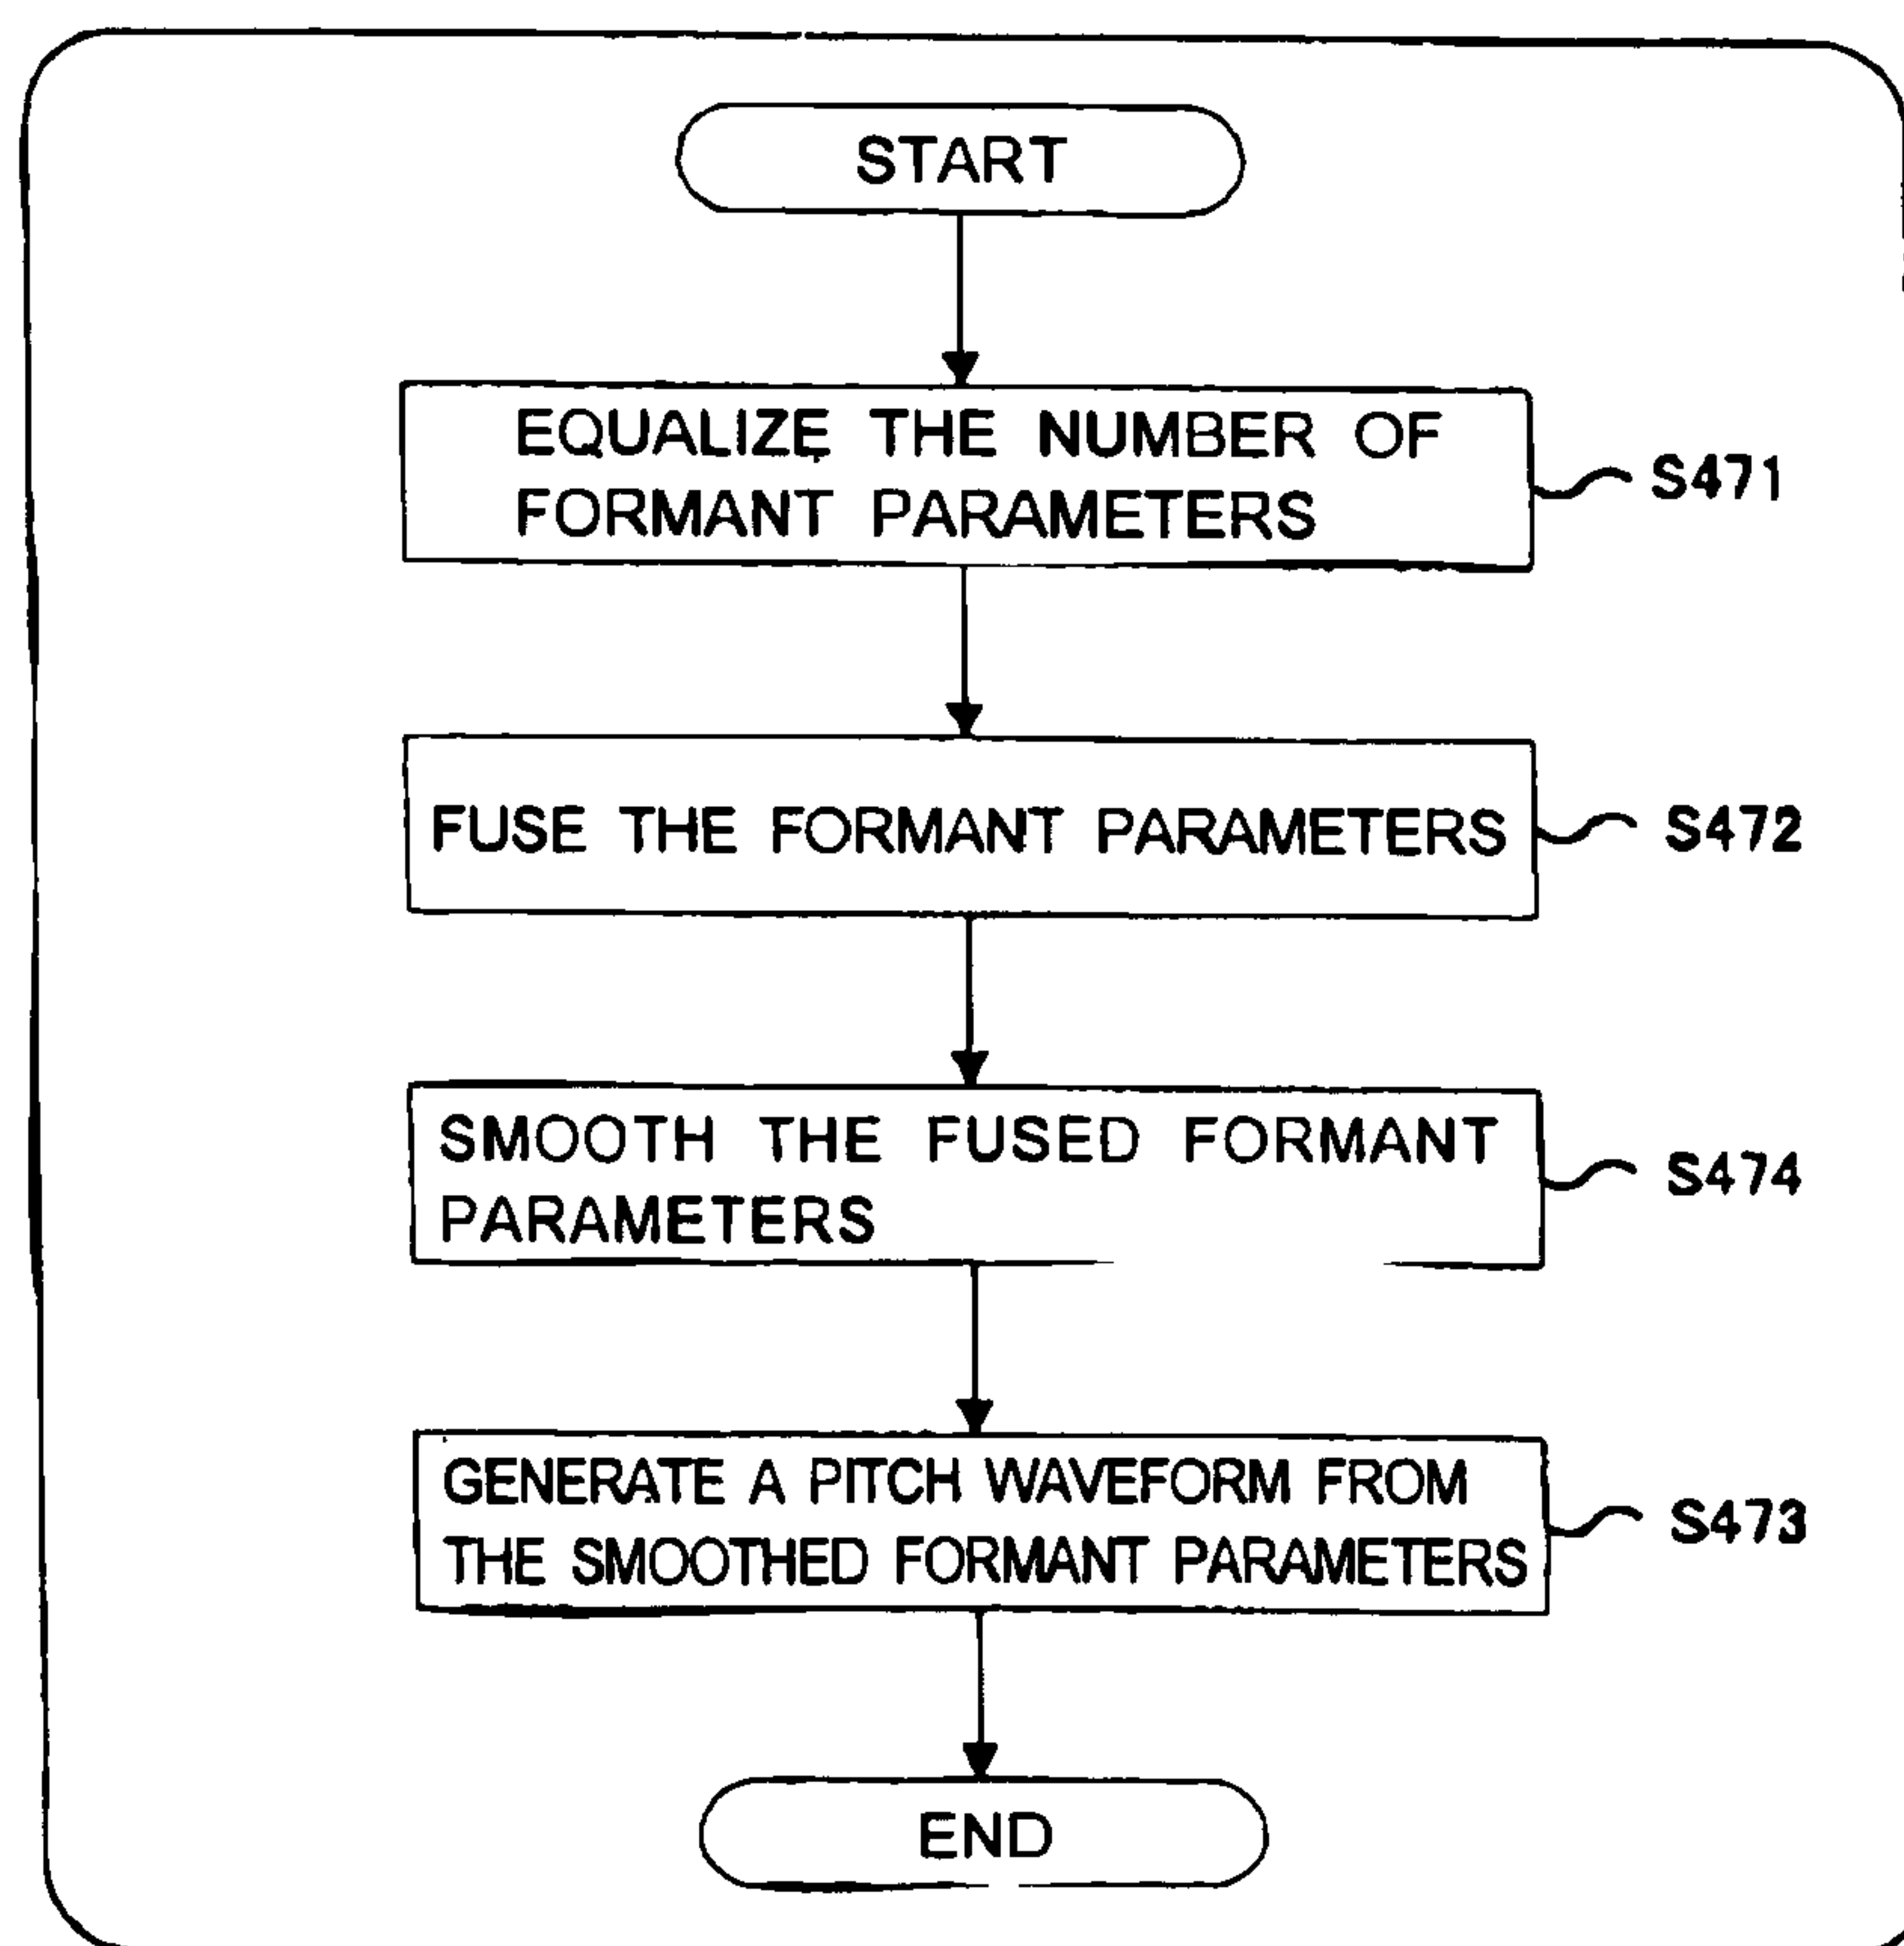 START
EQUALIZE THE NUMBER OF
FORMANT PARAMETERS
S471
FUSE THE FORMANT PARAMETERS
S472
SMOOTH THE FUSED FORMANT
PARAMETERS
S474
GENERATE A PITCH WAVEFORM FROM
THE SMOOTHED FORMANT PARAMETERS
S473
END